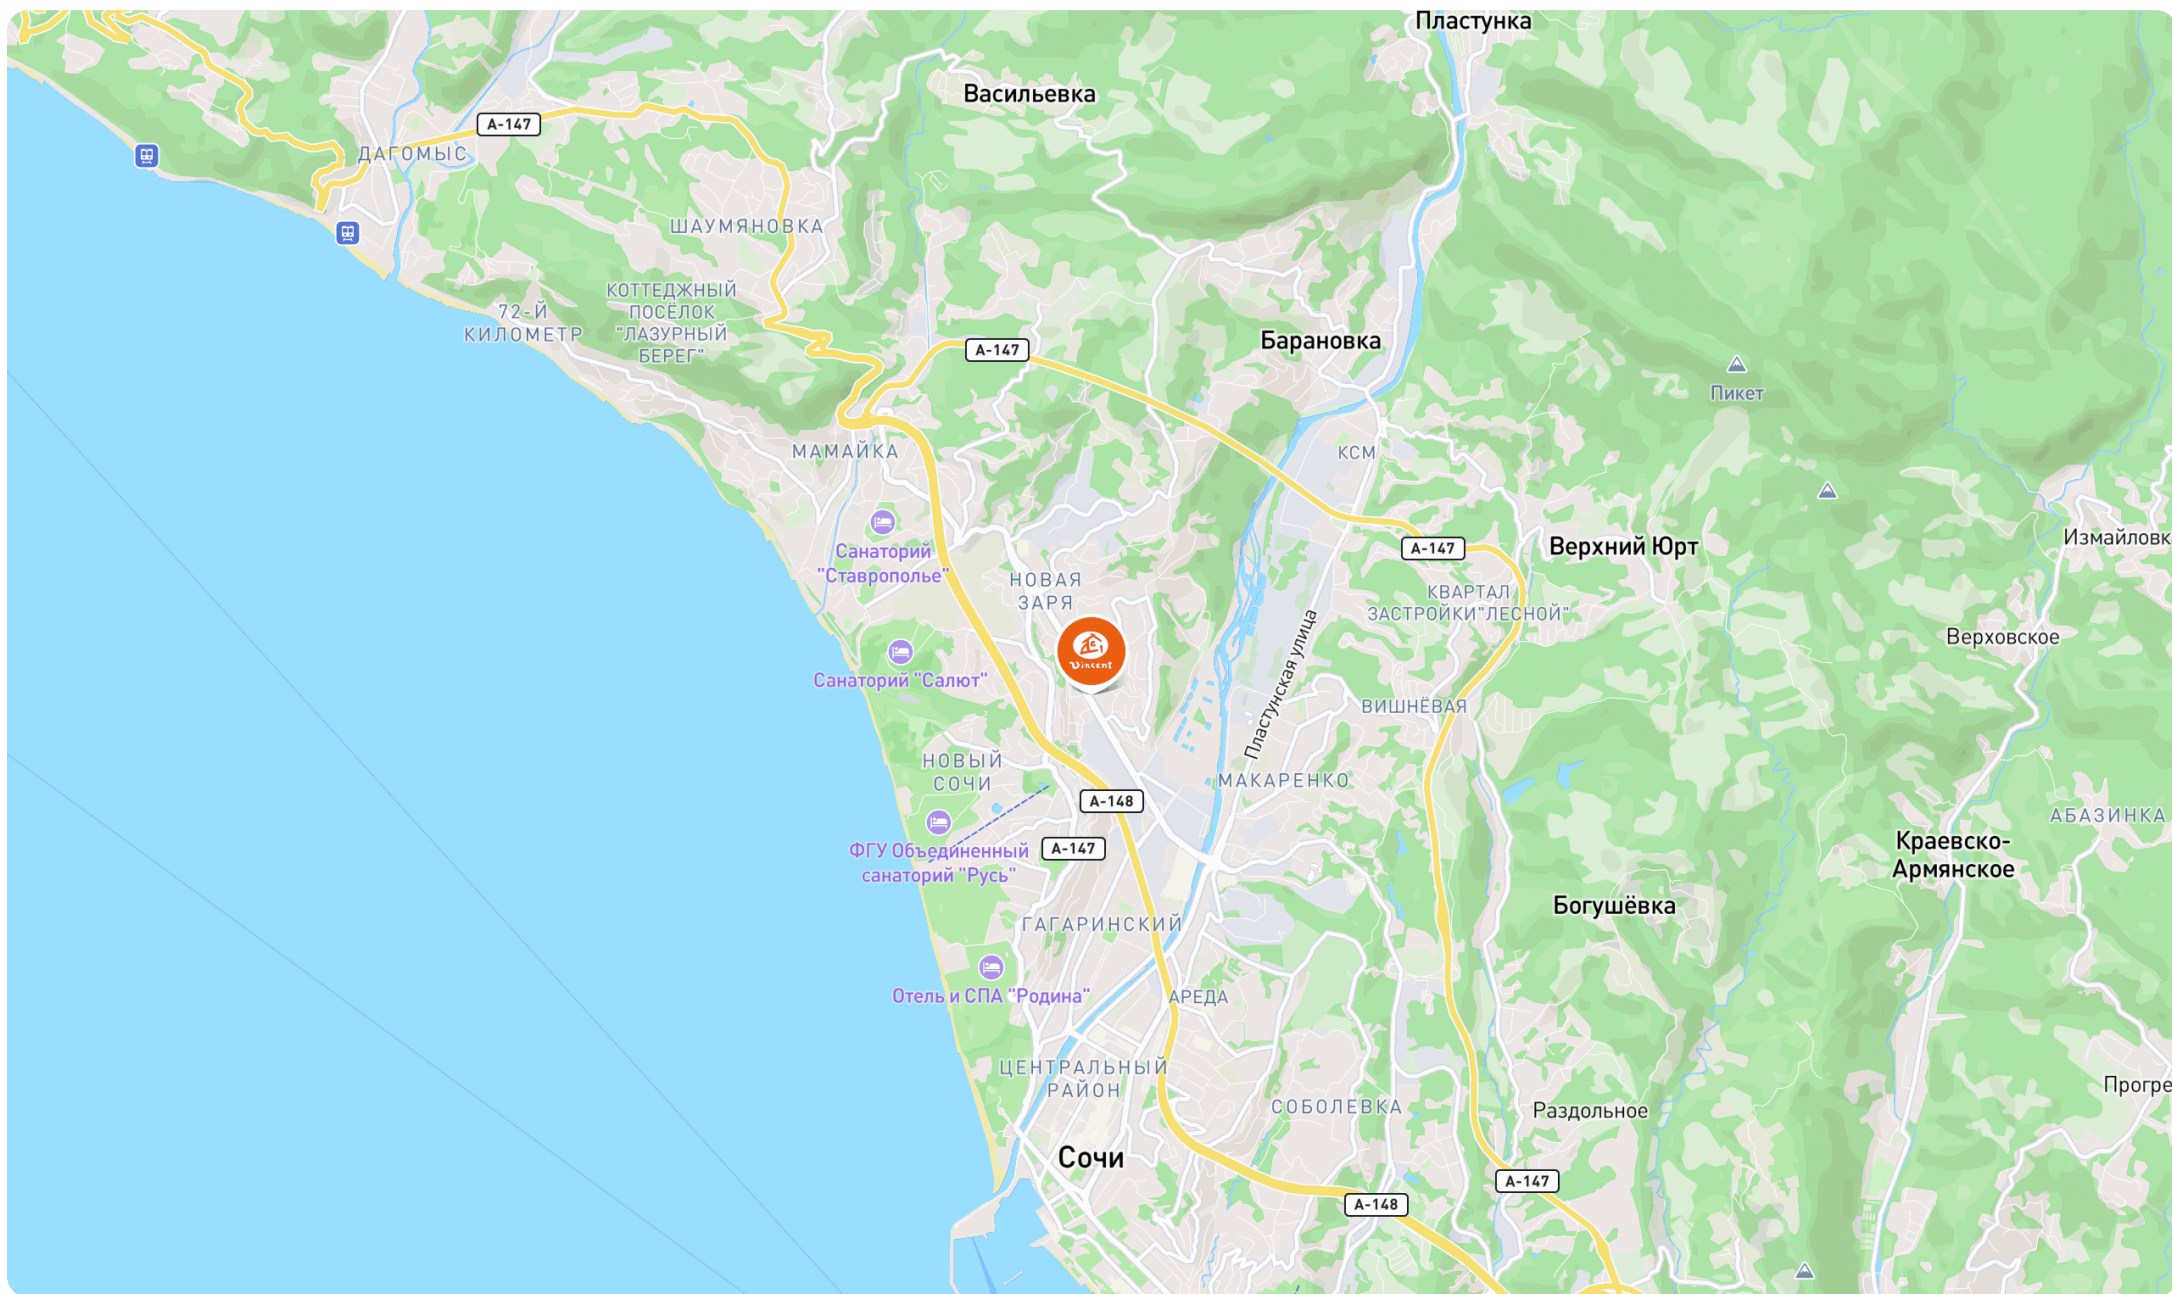 Пластунка
Васильевка
А-147
ДАГОМЫС
ШАУМЯНОВКА
КОТТЕДЖНЫЙ
ПОСЁЛОК
"ЛАЗУРНЫЙ
БЕРЕГ"
72-Й
КИЛОМЕТР
Барановка
А-147
Пикет
МАМАЙКА
КСМ
Санаторий
"Ставрополье"
А-147
Верхний Юрт
Измайловка
НОВАЯ
ЗАРЯ
КВАРТАЛ
ЗАСТРОЙКИ"ЛЕСНОЙ"
Верховское
Vincent
Санаторий "Салют"
Пластунская улица
ВИШНЁВАЯ
НОВЫЙ
СОЧИ
МАКАРЕНКО
А-148
АБАЗИНКА
ФГУ Объединенный
санаторий "Русь"
А-147
Краевско-
Армянское
Богушёвка
ГАГАРИНСКИЙ
Отель и СПА "Родина"
АРЕДА
ЦЕНТРАЛЬНЫЙ
РАЙОН
СОБОЛЕВКА
Раздольное
Прогре
Сочи
А-147
А-148